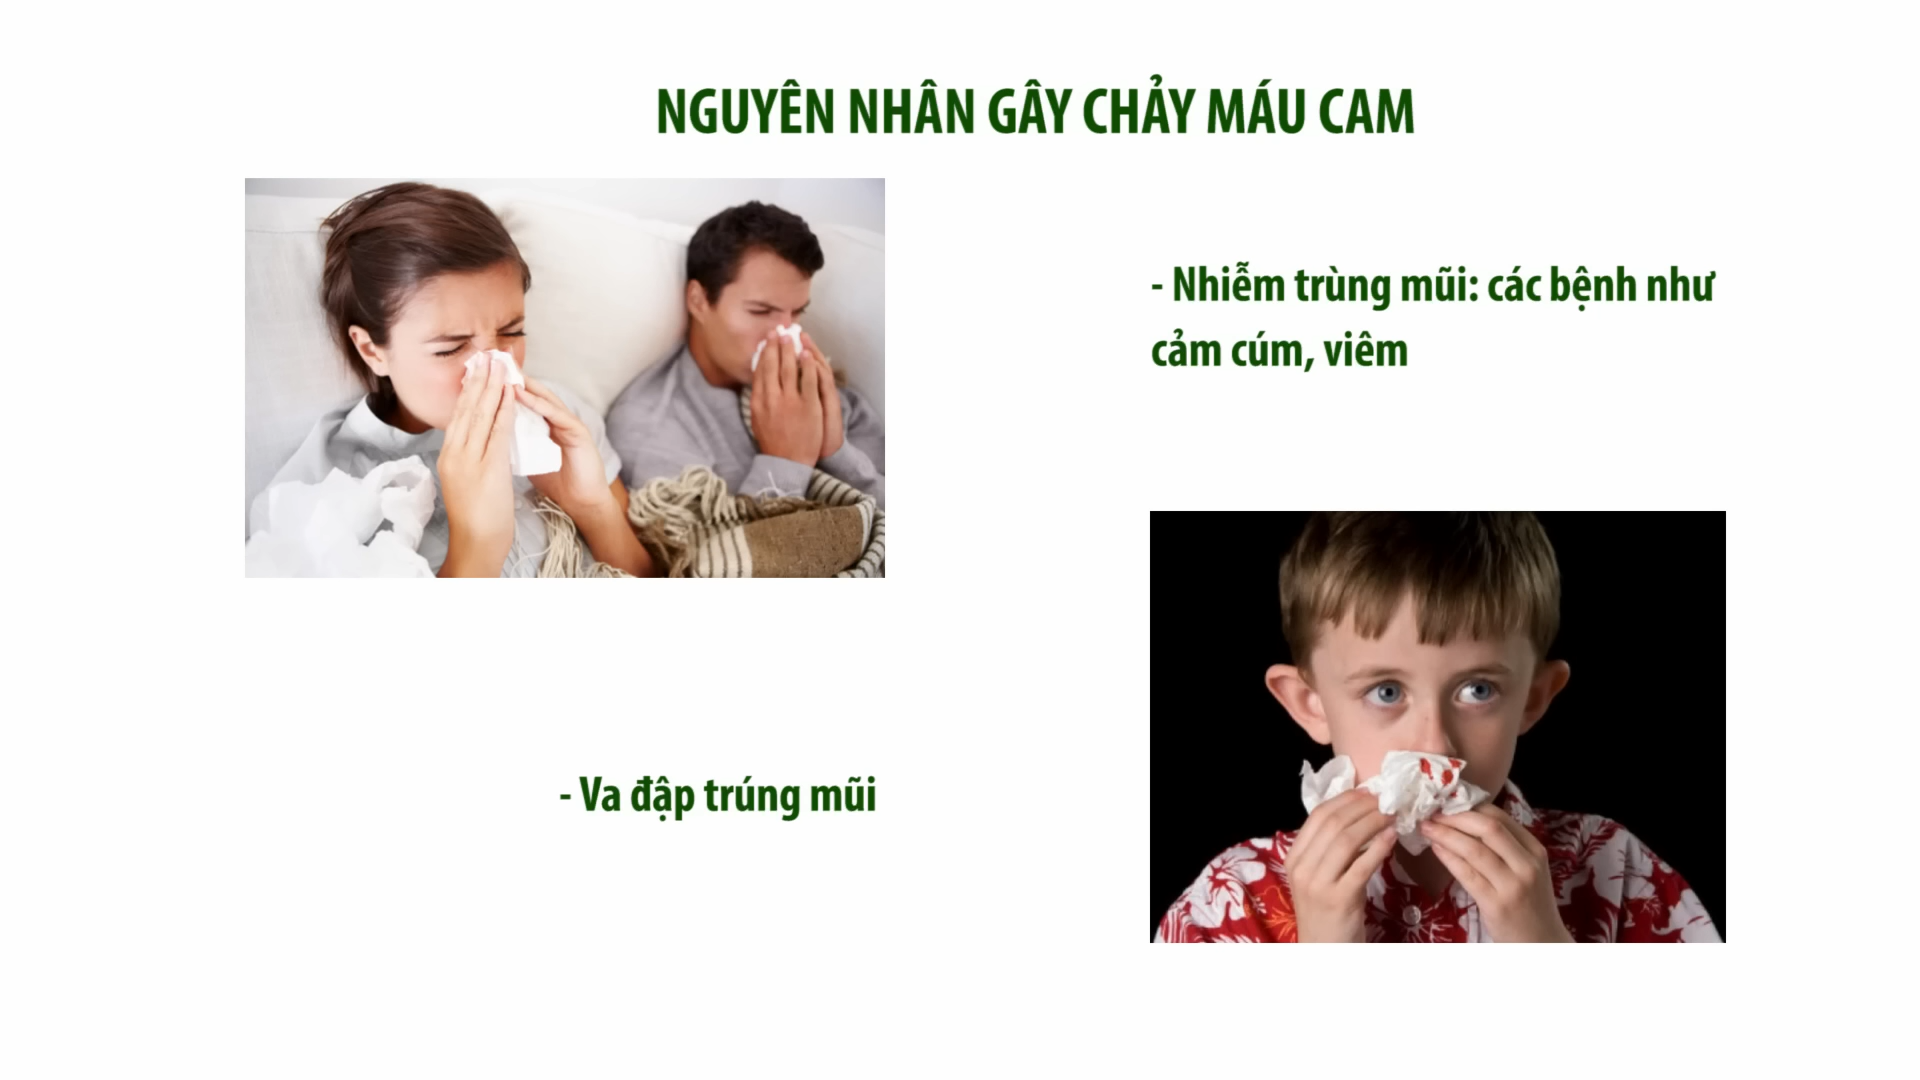 NGUYÊN NHÂN GÂY CHẢY MÁU CAM
- Nhiễm trùng mũi: các bệnh như
cảm cúm, viêm
- Va đập trúng mũi